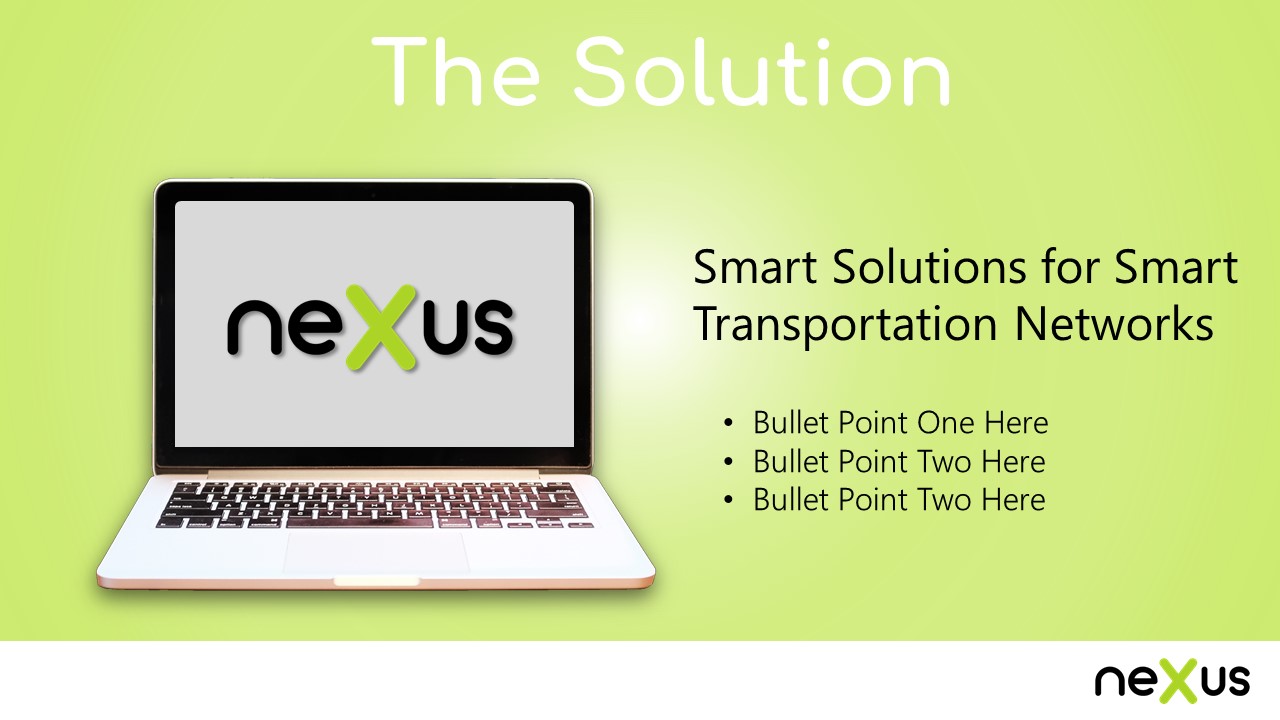 The Solution
neXus
Smart Solutions for Smart
Transportation Networks
• Bullet Point One Here
• Bullet Point Two Here
• Bullet Point Two Here
neXus